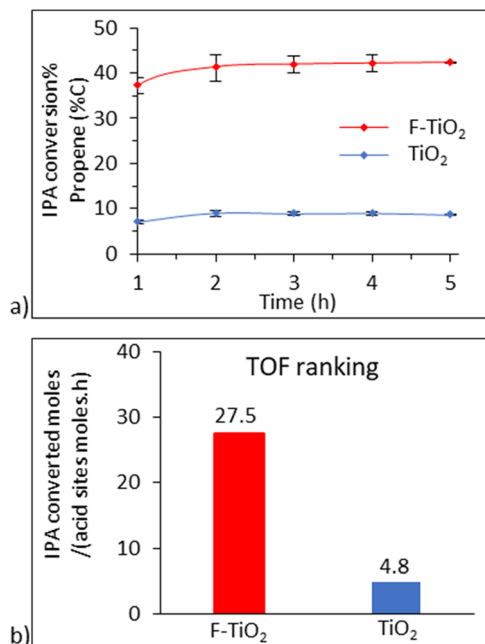 IPA conversion%
Propene (%C)
50
40
30
20
10
0
F-TiO₂
TiO₂
1 2 3 4 5
Time (h)
a)
TOF ranking
IPA converted moles
/(acid sites moles.h)
40
30
20
10
0
27.5
4.8
F-TiO₂ TiO₂
b)